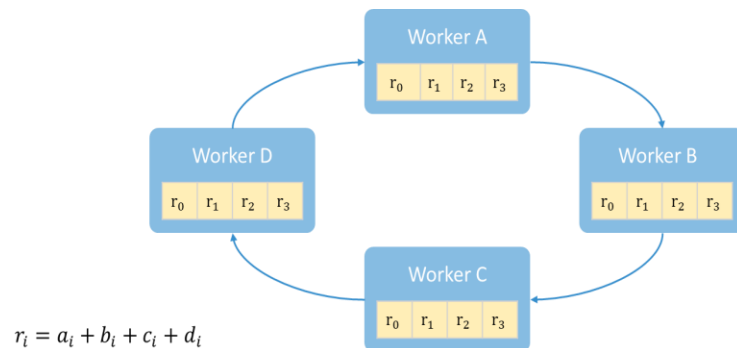 Worker A
r₀ r₁ r₂ r₃
Worker D
r₀ r₁ r₂ r₃
Worker B
r₀ r₁ r₂ r₃
Worker C
r₀ r₁ r₂ r₃
rᵢ = aᵢ + bᵢ + cᵢ + dᵢ